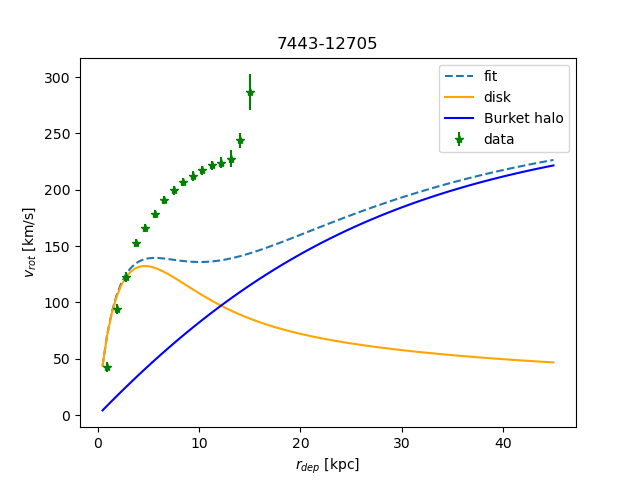 7443-12705
fit
disk
Burket halo
data
300
250
200
150
100
50
0
v_rot [km/s]
0 10 20 30 40
r_dep [kpc]